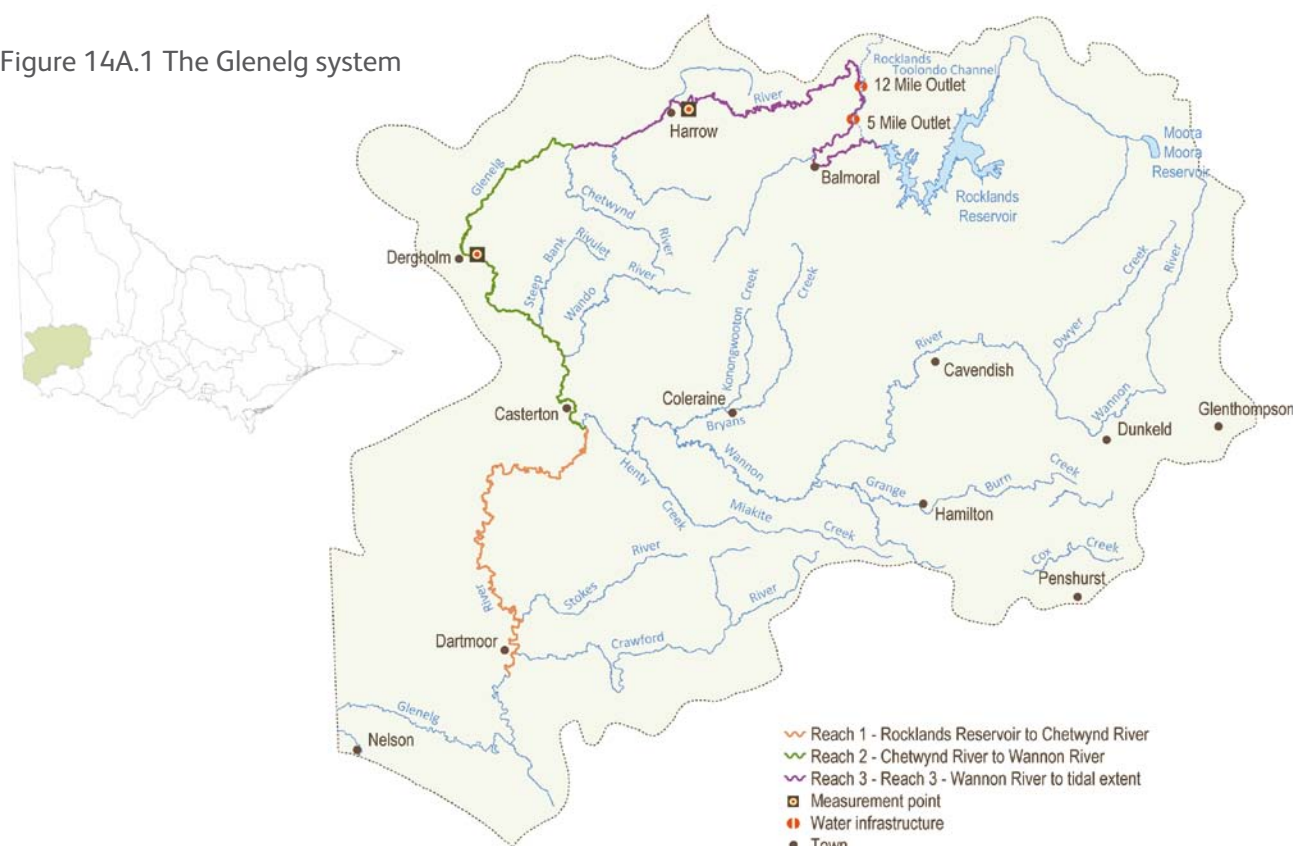 Figure 14A.1 The Glenelg system
Rocklands
Toolondo Channel
12 Mile Outlet
River
5 Mile Outlet
Harrow
Moora
Moora
Reservoir
Balmoral
Rocklands
Reservoir
Glenelg
Chetwynd
River
Dergholm
Steep Bank Rivulet
Wando River
Konongwooton Creek
Creek
Dwyer Creek
River
River
Cavendish
Casterton
Coleraine
Bryans
Wannon
Wannon
Dunkeld
Glenthompson
Henty
Creek
Grange Burn Creek
Hamilton
Miakite Creek
Cox Creek
Penshurst
River
Stokes River
Dartmoor
Crawford River
Glenelg
Nelson
Reach 1 - Rocklands Reservoir to Chetwynd River
Reach 2 - Chetwynd River to Wannon River
Reach 3 - Reach 3 - Wannon River to tidal extent
Measurement point
Water infrastructure
Town